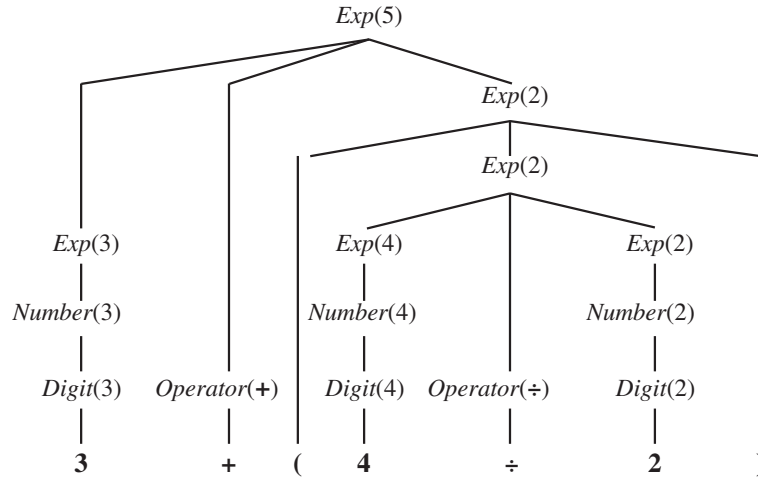 Exp(5)
Exp(2)
Exp(2)
Exp(3) Exp(4) Exp(2)
Number(3) Number(4) Number(2)
Digit(3) Operator(+) Digit(4) Operator(÷) Digit(2)
3 + ( 4 ÷ 2